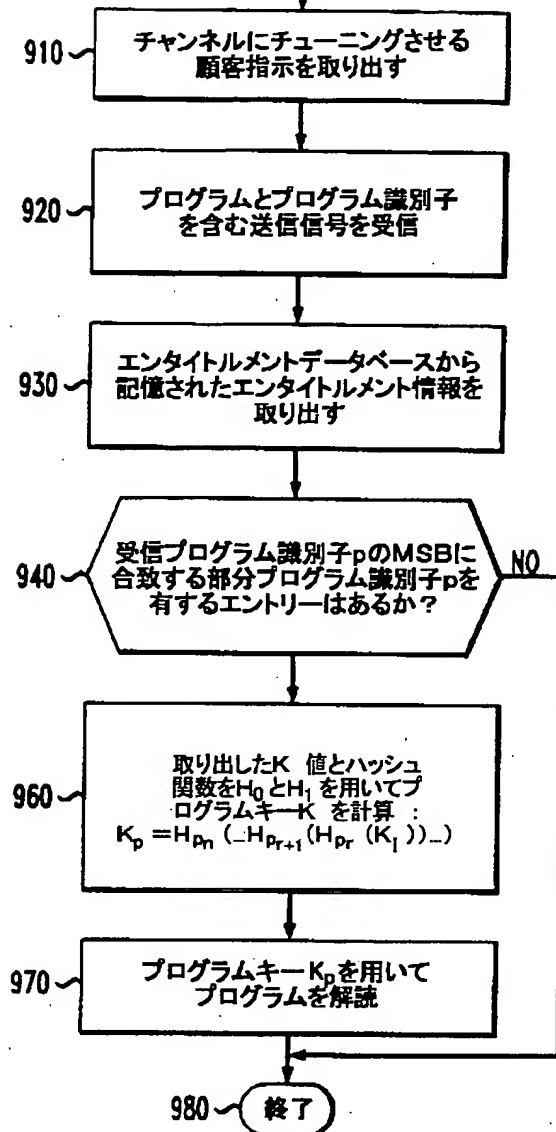 910
チャンネルにチューニングさせる
顧客指示を取り出す
920
プログラムとプログラム識別子
を含む送信信号を受信
930
エンタイトルメントデータベースから
記憶されたエンタイトルメント情報を
取り出す
940
受信プログラム識別子pのMSBに
合致する部分プログラム識別子pを
有するエントリーはあるか?
NO
960
取り出したK 値とハッシュ
関数をH₀とH₁を用いてプ
ログラムキーK を計算 :
Kₚ=Hₚₙ (…Hₚᵣ₊₁(Hₚᵣ (K_I ))…)
970
プログラムキーKₚを用いて
プログラムを解読
980
終了